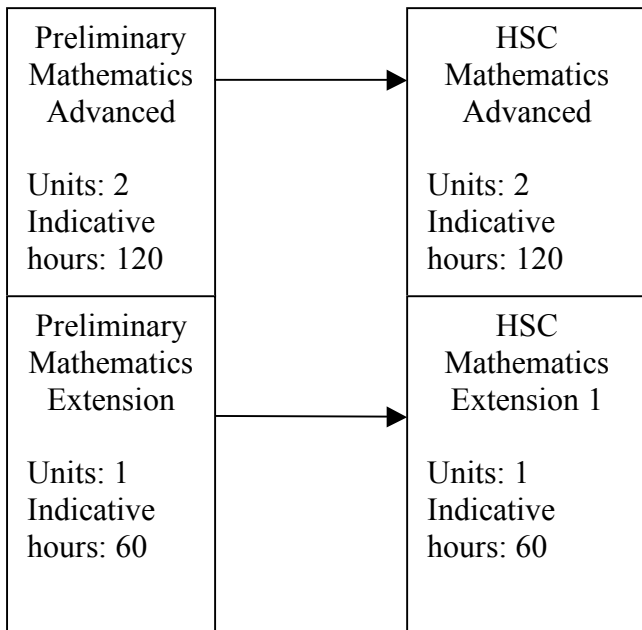 Preliminary
Mathematics
Advanced
Units: 2
Indicative
hours: 120
HSC
Mathematics
Advanced
Units: 2
Indicative
hours: 120
Preliminary
Mathematics
Extension
Units: 1
Indicative
hours: 60
HSC
Mathematics
Extension 1
Units: 1
Indicative
hours: 60